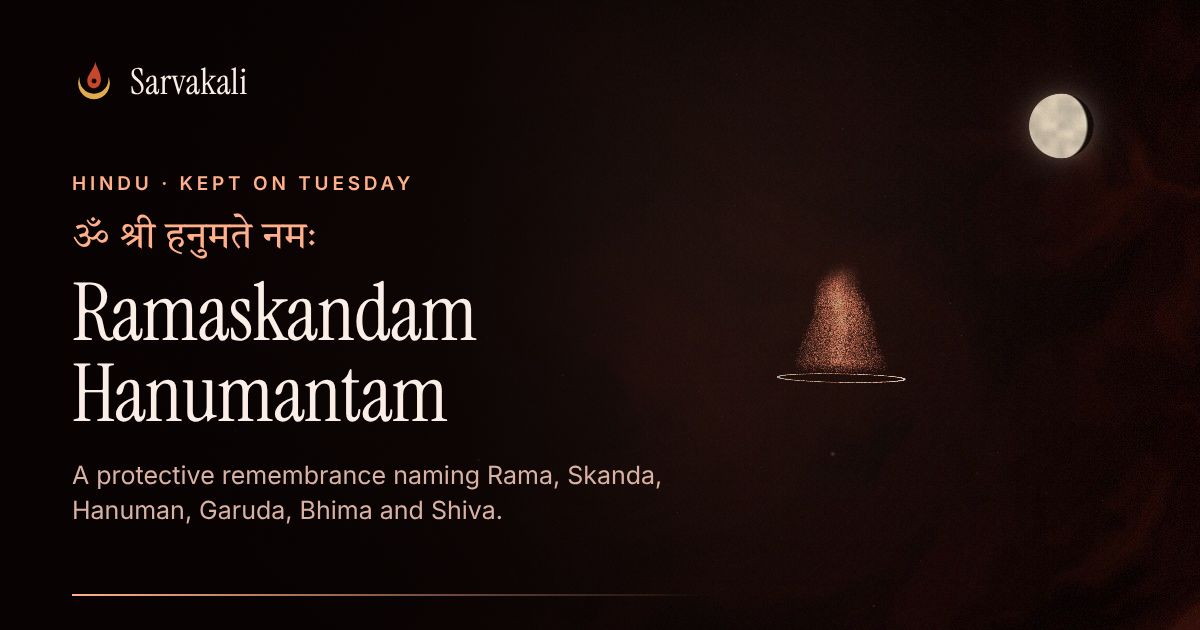 Sarvakali
HINDU · KEPT ON TUESDAY
ॐ श्री हनुमते नमः
Ramaskandam
Hanumantam
A protective remembrance naming Rama, Skanda,
Hanuman, Garuda, Bhima and Shiva.